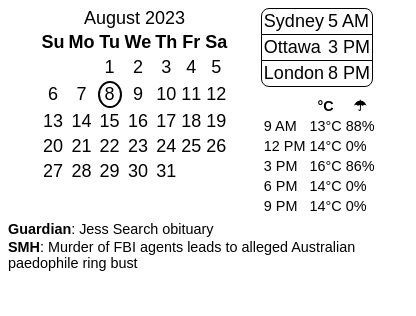 August 2023
Su Mo Tu We Th Fr Sa
1 2 3 4 5
6 7 8 9 10 11 12
13 14 15 16 17 18 19
20 21 22 23 24 25 26
27 28 29 30 31
Sydney 5 AM
Ottawa 3 PM
London 8 PM
°C ☂
9 AM 13°C 88%
12 PM 14°C 0%
3 PM 16°C 86%
6 PM 14°C 0%
9 PM 14°C 0%
Guardian: Jess Search obituary
SMH: Murder of FBI agents leads to alleged Australian
paedophile ring bust